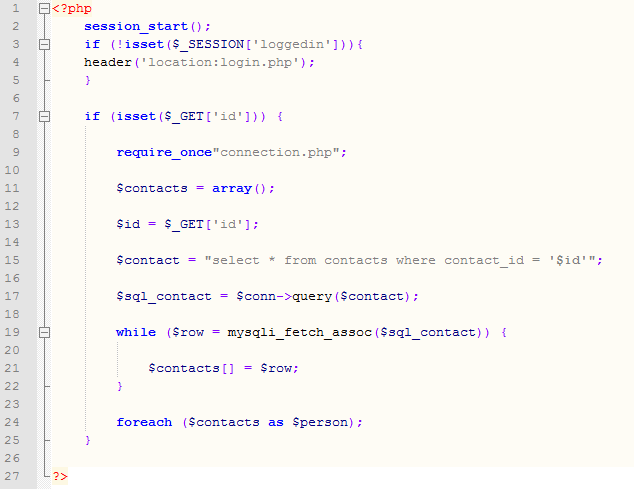 1 <?php
2 session_start();
3 if (!isset($_SESSION['loggedin'])){
4 header('location:login.php');
5 }
6
7 if (isset($_GET['id'])) {
8
9 require_once"connection.php";
10
11 $contacts = array();
12
13 $id = $_GET['id'];
14
15 $contact = "select * from contacts where contact_id = '$id'";
16
17 $sql_contact = $conn->query($contact);
18
19 while ($row = mysqli_fetch_assoc($sql_contact)) {
20
21 $contacts[] = $row;
22 }
23
24 foreach ($contacts as $person);
25 }
26
27 ?>